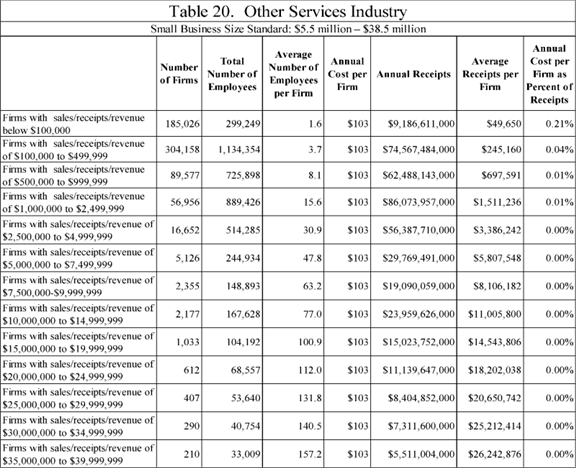 Table 20. Other Services Industry
Small Business Size Standard: $5.5 million – $38.5 million
Number of Firms Total Number of Employees Average Number of Employees per Firm Annual Cost per Firm Annual Receipts Average Receipts per Firm Annual Cost per Firm as Percent of Receipts
Firms with sales/receipts/revenue below $100,000 185,026 299,249 1.6 $103 $9,186,611,000 $49,650 0.21%
Firms with sales/receipts/revenue of $100,000 to $499,999 304,158 1,134,354 3.7 $103 $74,567,484,000 $245,160 0.04%
Firms with sales/receipts/revenue of $500,000 to $999,999 89,577 725,898 8.1 $103 $62,488,143,000 $697,591 0.01%
Firms with sales/receipts/revenue of $1,000,000 to $2,499,999 56,956 889,426 15.6 $103 $86,073,957,000 $1,511,236 0.01%
Firms with sales/receipts/revenue of $2,500,000 to $4,999,999 16,652 514,285 30.9 $103 $56,387,710,000 $3,386,242 0.00%
Firms with sales/receipts/revenue of $5,000,000 to $7,499,999 5,126 244,934 47.8 $103 $29,769,491,000 $5,807,548 0.00%
Firms with sales/receipts/revenue of $7,500,000-$9,999,999 2,355 148,893 63.2 $103 $19,090,059,000 $8,106,182 0.00%
Firms with sales/receipts/revenue of $10,000,000 to $14,999,999 2,177 167,628 77.0 $103 $23,959,626,000 $11,005,800 0.00%
Firms with sales/receipts/revenue of $15,000,000 to $19,999,999 1,033 104,192 100.9 $103 $15,023,752,000 $14,543,806 0.00%
Firms with sales/receipts/revenue of $20,000,000 to $24,999,999 612 68,557 112.0 $103 $11,139,647,000 $18,202,038 0.00%
Firms with sales/receipts/revenue of $25,000,000 to $29,999,999 407 53,640 131.8 $103 $8,404,852,000 $20,650,742 0.00%
Firms with sales/receipts/revenue of $30,000,000 to $34,999,999 290 40,754 140.5 $103 $7,311,600,000 $25,212,414 0.00%
Firms with sales/receipts/revenue of $35,000,000 to $39,999,999 210 33,009 157.2 $103 $5,511,004,000 $26,242,876 0.00%